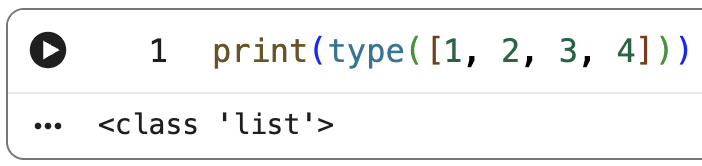 1 print(type([1, 2, 3, 4]))
<class 'list'>